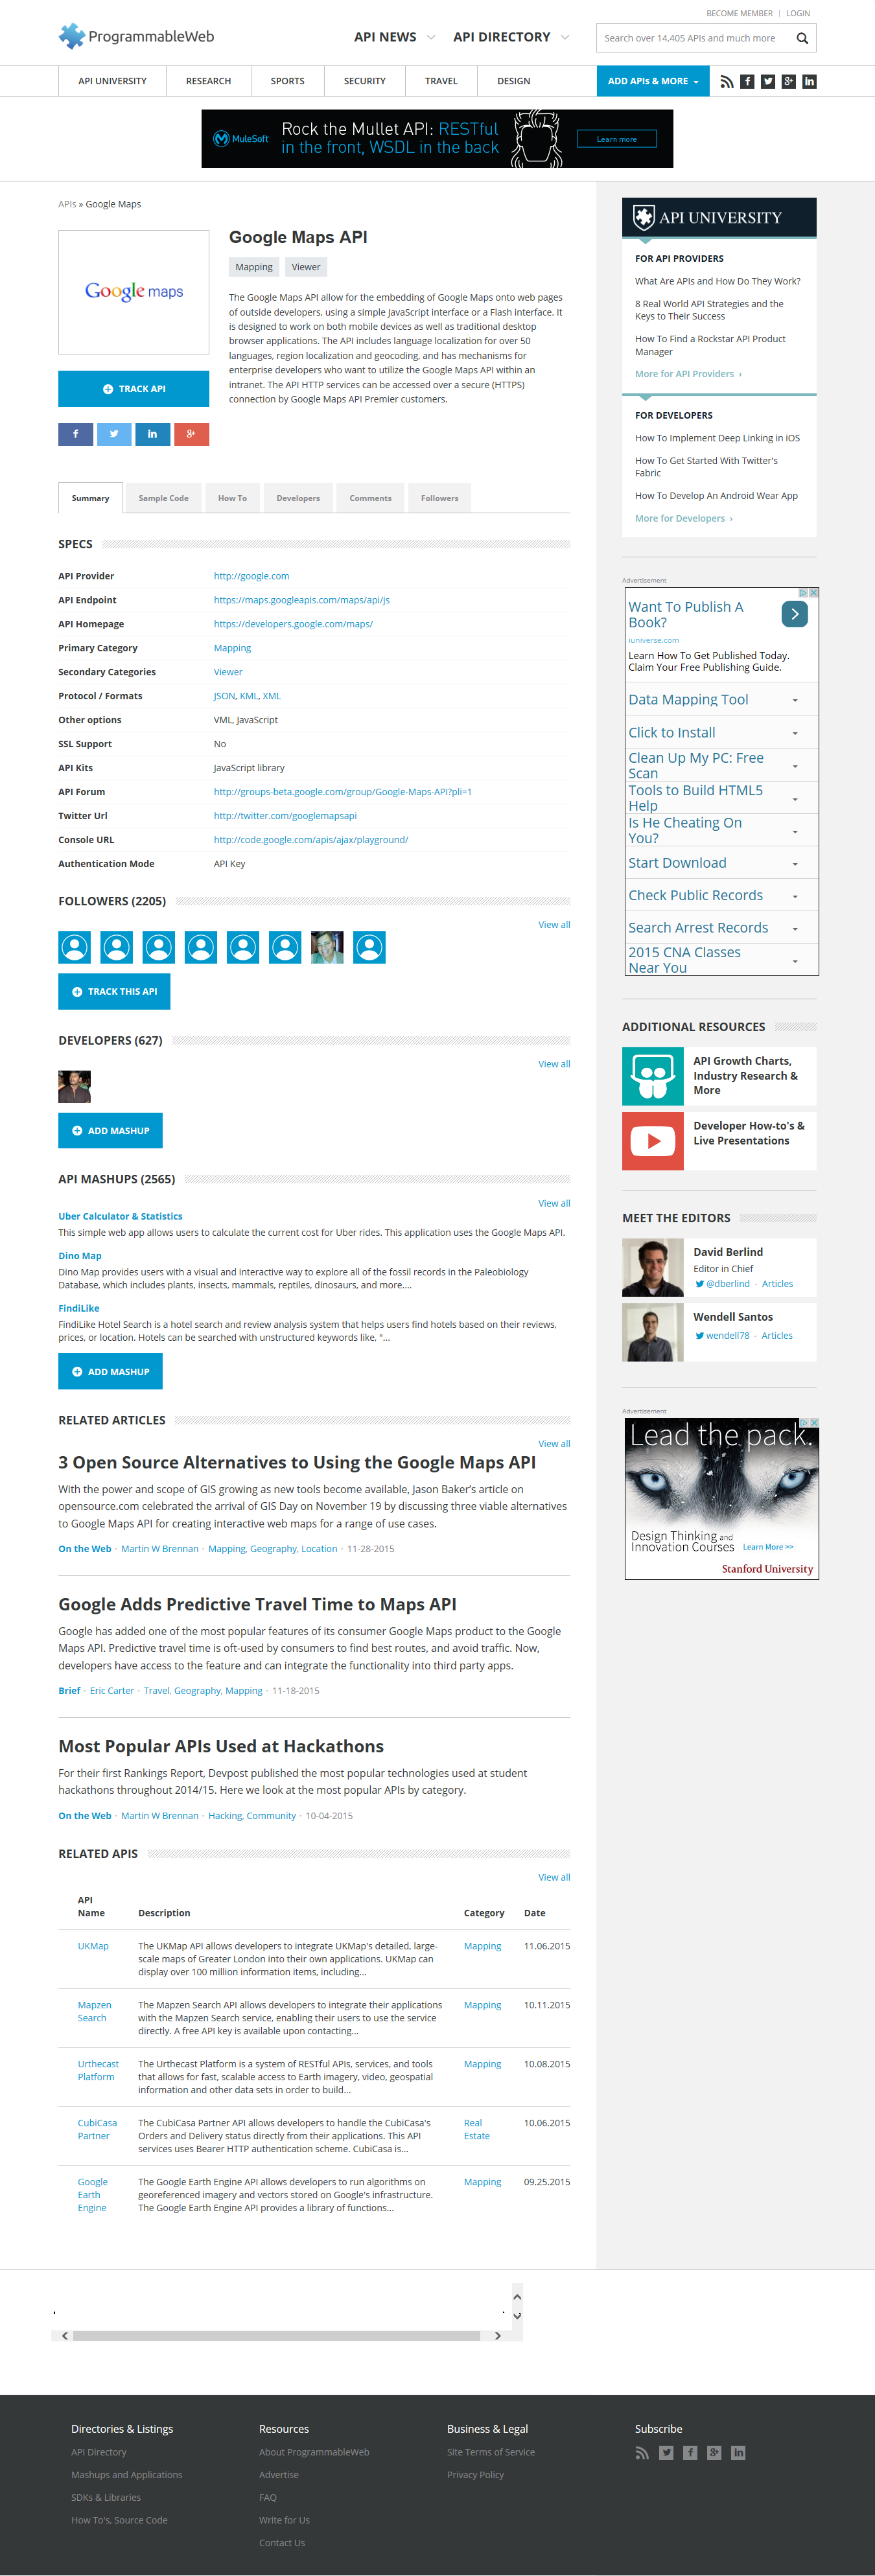 BECOME MEMBER | LOGIN
ProgrammableWeb
API NEWS
API DIRECTORY
Search over 14,405 APIs and much more
API UNIVERSITY
RESEARCH
SPORTS
SECURITY
TRAVEL
DESIGN
ADD APIs & MORE
MuleSoft
Rock the Mullet API: RESTful
in the front, WSDL in the back
Learn more
APIs » Google Maps
Google maps
TRACK API
Google Maps API
Mapping
Viewer
The Google Maps API allow for the embedding of Google Maps onto web pages
of outside developers, using a simple JavaScript interface or a Flash interface. It
is designed to work on both mobile devices as well as traditional desktop
browser applications. The API includes language localization for over 50
languages, region localization and geocoding, and has mechanisms for
enterprise developers who want to utilize the Google Maps API within an
intranet. The API HTTP services can be accessed over a secure (HTTPS)
connection by Google Maps API Premier customers.
Summary
Sample Code
How To
Developers
Comments
Followers
SPECS
API Provider http://google.com
API Endpoint https://maps.googleapis.com/maps/api/js
API Homepage https://developers.google.com/maps/
Primary Category Mapping
Secondary Categories Viewer
Protocol / Formats JSON, KML, XML
Other options VML, JavaScript
SSL Support No
API Kits JavaScript library
API Forum http://groups-beta.google.com/group/Google-Maps-API?pli=1
Twitter Url http://twitter.com/googlemapsapi
Console URL http://code.google.com/apis/ajax/playground/
Authentication Mode API Key
FOLLOWERS (2205)
View all
TRACK THIS API
DEVELOPERS (627)
View all
ADD MASHUP
API MASHUPS (2565)
View all
Uber Calculator & Statistics
This simple web app allows users to calculate the current cost for Uber rides. This application uses the Google Maps API.
Dino Map
Dino Map provides users with a visual and interactive way to explore all of the fossil records in the Paleobiology
Database, which includes plants, insects, mammals, reptiles, dinosaurs, and more....
FindiLike
FindiLike Hotel Search is a hotel search and review analysis system that helps users find hotels based on their reviews,
prices, or location. Hotels can be searched with unstructured keywords like, "...
ADD MASHUP
RELATED ARTICLES
View all
3 Open Source Alternatives to Using the Google Maps API
With the power and scope of GIS growing as new tools become available, Jason Baker's article on
opensource.com celebrated the arrival of GIS Day on November 19 by discussing three viable alternatives
to Google Maps API for creating interactive web maps for a range of use cases.
On the Web · Martin W Brennan · Mapping, Geography, Location · 11-28-2015
Google Adds Predictive Travel Time to Maps API
Google has added one of the most popular features of its consumer Google Maps product to the Google
Maps API. Predictive travel time is oft-used by consumers to find best routes, and avoid traffic. Now,
developers have access to the feature and can integrate the functionality into third party apps.
Brief · Eric Carter · Travel, Geography, Mapping · 11-18-2015
Most Popular APIs Used at Hackathons
For their first Rankings Report, Devpost published the most popular technologies used at student
hackathons throughout 2014/15. Here we look at the most popular APIs by category.
On the Web · Martin W Brennan · Hacking, Community · 10-04-2015
RELATED APIS
View all
API
Name Description Category Date
UKMap The UKMap API allows developers to integrate UKMap's detailed, large- Mapping 11.06.2015
scale maps of Greater London into their own applications. UKMap can
display over 100 million information items, including...
Mapzen The Mapzen Search API allows developers to integrate their applications Mapping 10.11.2015
Search with the Mapzen Search service, enabling their users to use the service
directly. A free API key is available upon contacting...
Urthecast The Urthecast Platform is a system of RESTful APIs, services, and tools Mapping 10.08.2015
Platform that allows for fast, scalable access to Earth imagery, video, geospatial
information and other data sets in order to build...
CubiCasa The CubiCasa Partner API allows developers to handle the CubiCasa's Real 10.06.2015
Partner Orders and Delivery status directly from their applications. This API Estate
services uses Bearer HTTP authentication scheme. CubiCasa is...
Google The Google Earth Engine API allows developers to run algorithms on Mapping 09.25.2015
Earth georeferenced imagery and vectors stored on Google's infrastructure.
Engine The Google Earth Engine API provides a library of functions...
API UNIVERSITY
FOR API PROVIDERS
What Are APIs and How Do They Work?
8 Real World API Strategies and the
Keys to Their Success
How To Find a Rockstar API Product
Manager
More for API Providers ›
FOR DEVELOPERS
How To Implement Deep Linking in iOS
How To Get Started With Twitter's
Fabric
How To Develop An Android Wear App
More for Developers ›
Advertisement
Want To Publish A
Book?
iuniverse.com
Learn How To Get Published Today.
Claim Your Free Publishing Guide.
Data Mapping Tool
Click to Install
Clean Up My PC: Free
Scan
Tools to Build HTML5
Help
Is He Cheating On
You?
Start Download
Check Public Records
Search Arrest Records
2015 CNA Classes
Near You
ADDITIONAL RESOURCES
API Growth Charts,
Industry Research &
More
Developer How-to's &
Live Presentations
MEET THE EDITORS
David Berlind
Editor in Chief
@dberlind · Articles
Wendell Santos
wendell78 · Articles
Advertisement
Lead the pack.
Design Thinking and
Innovation Courses Learn More >>
Stanford University
Directories & Listings
API Directory
Mashups and Applications
SDKs & Libraries
How To's, Source Code
Resources
About ProgrammableWeb
Advertise
FAQ
Write for Us
Contact Us
Business & Legal
Site Terms of Service
Privacy Policy
Subscribe